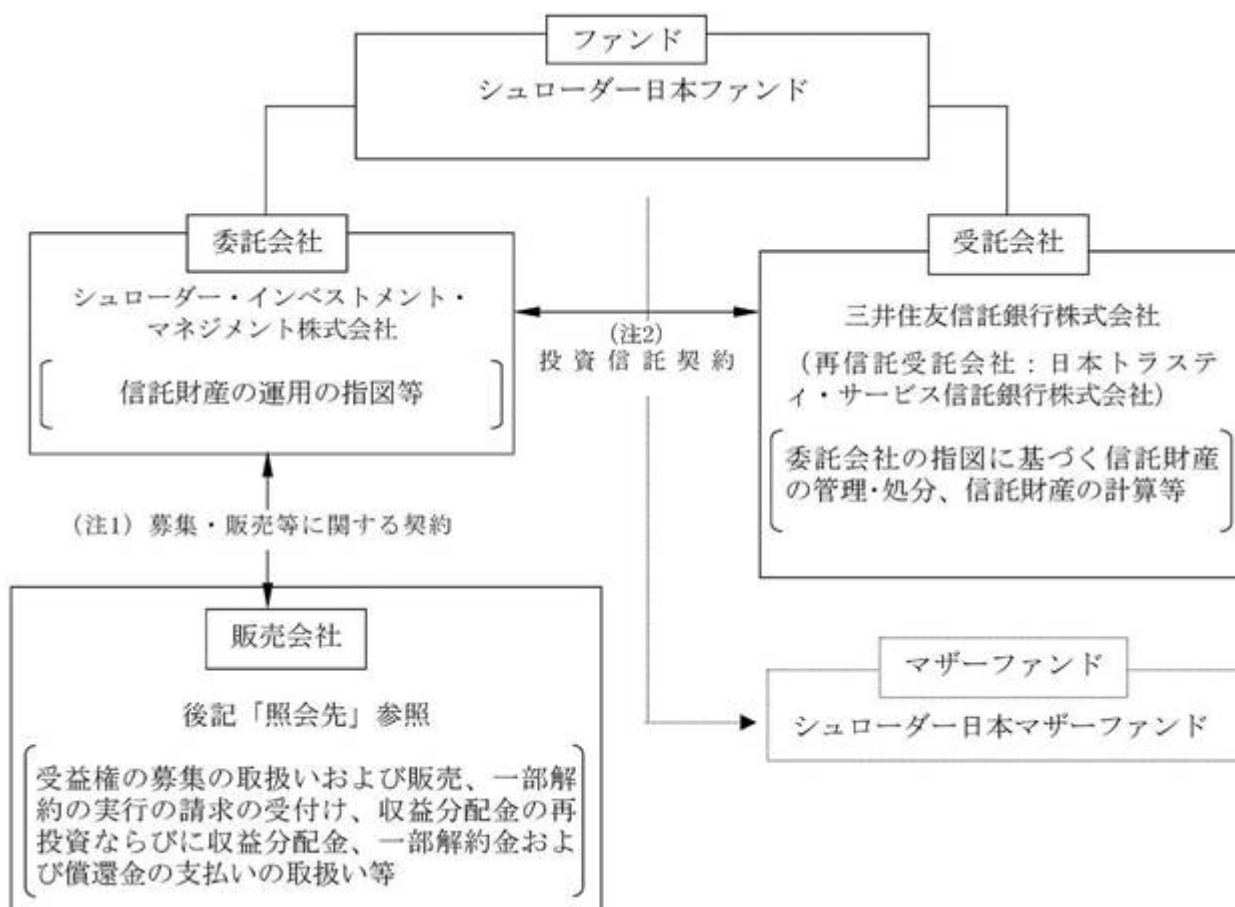 ファンド
シュローダー日本ファンド
委託会社
シュローダー・インベストメント・
マネジメント株式会社
信託財産の運用の指図等
(注2)
投資信託契約
受託会社
三井住友信託銀行株式会社
(再信託受託会社:日本トラスティ
ィ・サービス信託銀行株式会社)
委託会社の指図に基づく信託財産
の管理・処分、信託財産の計算等
(注1)募集・販売等に関する契約
販売会社
後記「照会先」参照
受益権の募集の取扱いおよび販売、一部解
約の実行の請求の受付け、収益分配金の再
投資ならびに収益分配金、一部解約金およ
び償還金の支払いの取扱い等
マザーファンド
シュローダー日本マザーファンド